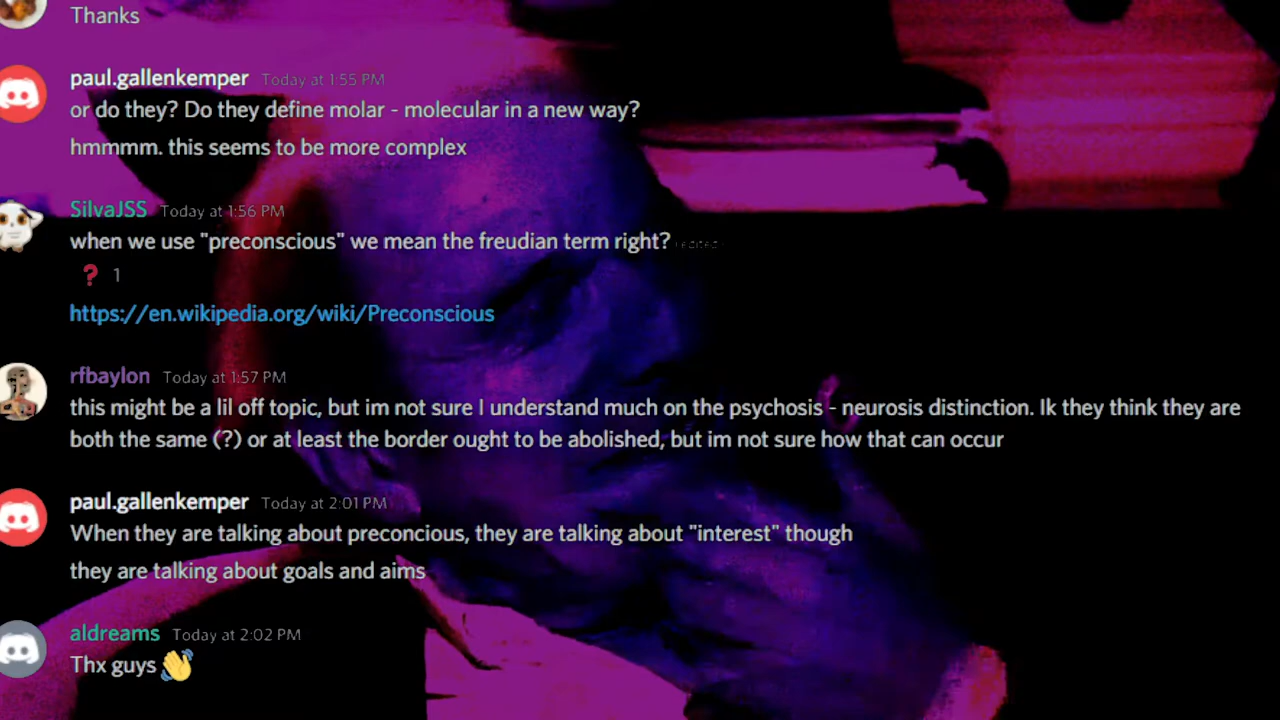 Thanks
paul.gallenkemper Today at 1:55 PM
or do they? Do they define molar - molecular in a new way?
hmmmm. this seems to be more complex
SilvaJSS Today at 1:56 PM
when we use "preconscious" we mean the freudian term right? (edited)
❓ 1
https://en.wikipedia.org/wiki/Preconscious
rfbaylon Today at 1:57 PM
this might be a lil off topic, but im not sure I understand much on the psychosis - neurosis distinction. Ik they think they are
both the same (?) or at least the border ought to be abolished, but im not sure how that can occur
paul.gallenkemper Today at 2:01 PM
When they are talking about preconcious, they are talking about "interest" though
they are talking about goals and aims
aldreams Today at 2:02 PM
Thx guys 👋